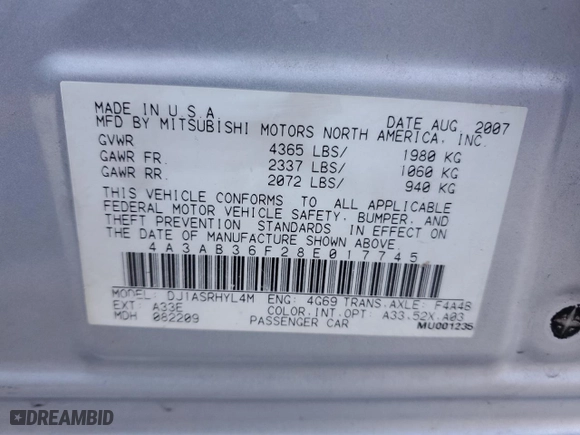 MADE IN U.S.A. DATE AUG. 2007
MFD BY MITSUBISHI MOTORS NORTH AMERICA, INC.
GVWR 4365 LBS/ 1980 KG
GAWR FR. 2337 LBS/ 1060 KG
GAWR RR. 2072 LBS/ 940 KG
THIS VEHICLE CONFORMS TO ALL APPLICABLE
FEDERAL MOTOR VEHICLE SAFETY, BUMPER, AND
THEFT PREVENTION STANDARDS IN EFFECT ON
THE DATE OF MANUFACTURE SHOWN ABOVE.
4A3AB36F28E017745
MODEL: DJ1ASRHYL4M ENG: 4G69 TRANS.AXLE: F4A4B
EXT: A33E COLOR.INT.OPT: A33.52X.A03
MDH 082209 PASSENGER CAR MU001235
DREAMBID